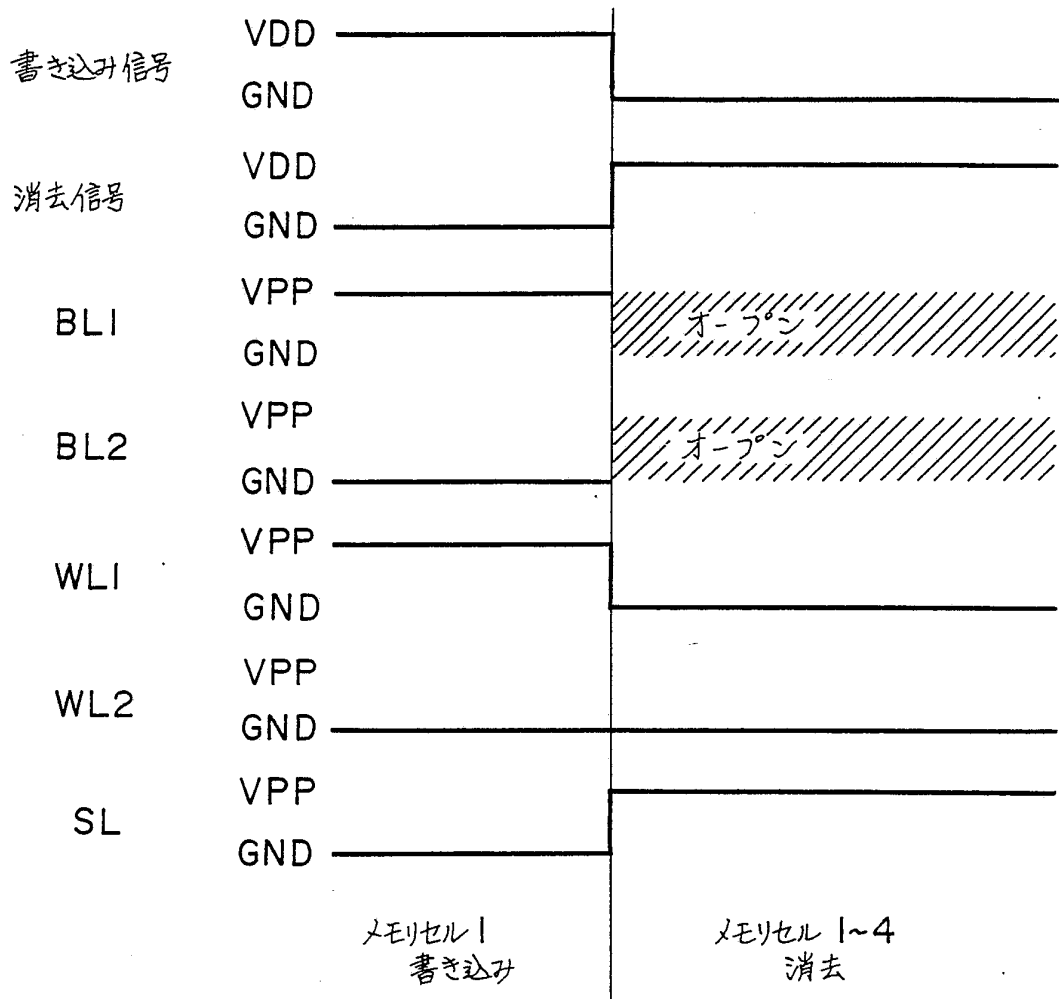 VDD
書き込み信号
GND
VDD
消去信号
GND
VPP
BL1
オープン
GND
VPP
BL2
オープン
GND
VPP
WL1
GND
VPP
WL2
GND
VPP
SL
GND
メモリセル 1
書き込み
メモリセル 1~4
消去